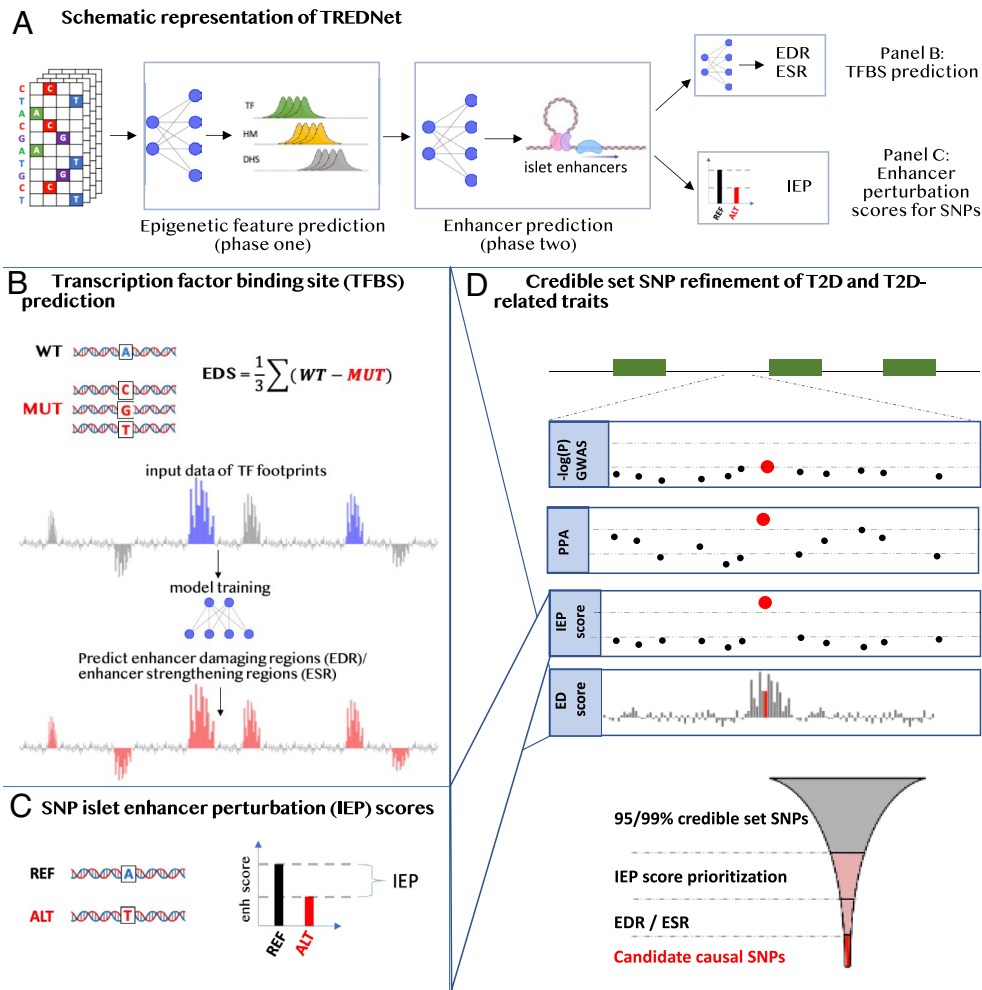 A
Schematic representation of TREDNet
C
T
A
C
G
A
T
G
C
T
C
T
A
C
G
A
T
G
C
T
TF
HM
DHS
islet enhancers
Epigenetic feature prediction
(phase one)
Enhancer prediction
(phase two)
EDR
ESR
Panel B:
TFBS prediction
REF
ALT
IEP
Panel C:
Enhancer
perturbation
scores for SNPs
B
Transcription factor binding site (TFBS)
prediction
WT
A
MUT
C
G
T
EDS = 1/3 ∑(WT − MUT)
input data of TF footprints
model training
Predict enhancer damaging regions (EDR)/
enhancer strengthening regions (ESR)
C
SNP islet enhancer perturbation (IEP) scores
REF
A
ALT
T
enh score
REF
ALT
IEP
D
Credible set SNP refinement of T2D and T2D-
related traits
-log(P)
GWAS
PPA
IEP
score
ED
score
95/99% credible set SNPs
IEP score prioritization
EDR / ESR
Candidate causal SNPs